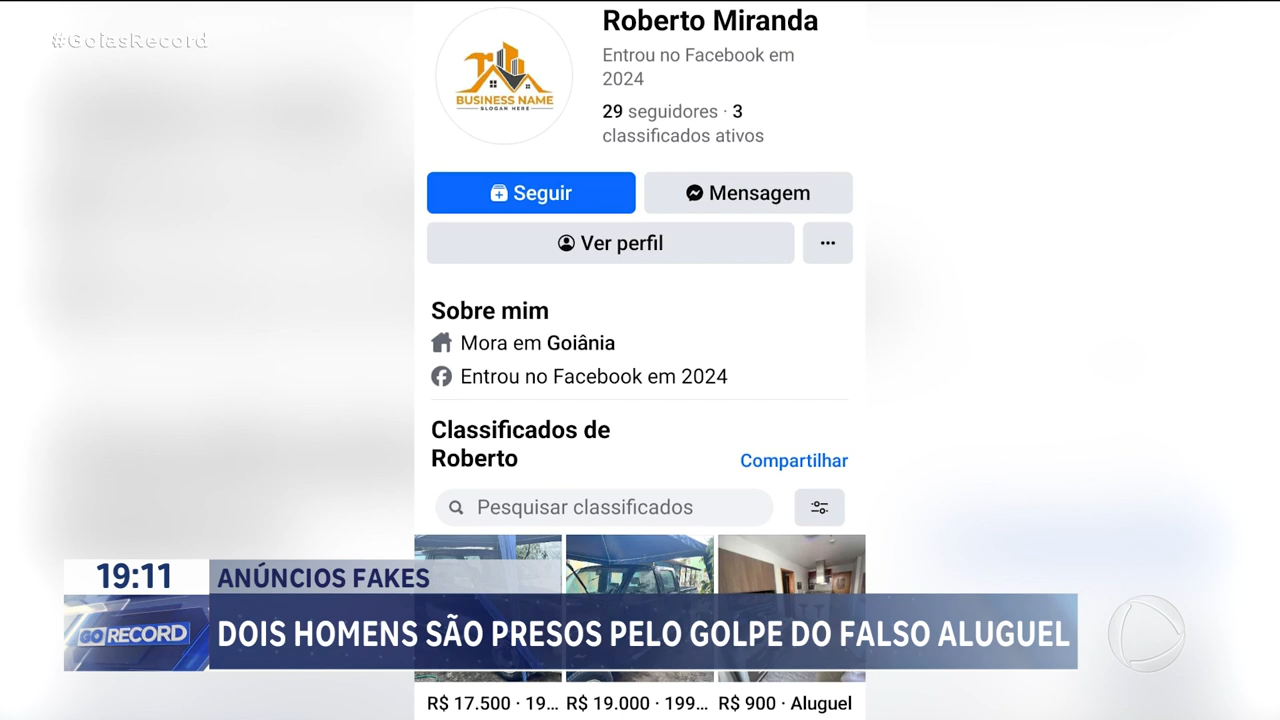 #GoiasRecord
Roberto Miranda
Entrou no Facebook em
2024
29 seguidores · 3
classificados ativos
BUSINESS NAME
SLOGAN HERE
Seguir
Mensagem
Ver perfil
Sobre mim
Mora em Goiânia
Entrou no Facebook em 2024
Classificados de
Roberto
Compartilhar
Pesquisar classificados
19:11
ANÚNCIOS FAKES
GO RECORD
DOIS HOMENS SÃO PRESOS PELO GOLPE DO FALSO ALUGUEL
R$ 17.500 · 19...
R$ 19.000 · 199...
R$ 900 · Aluguel